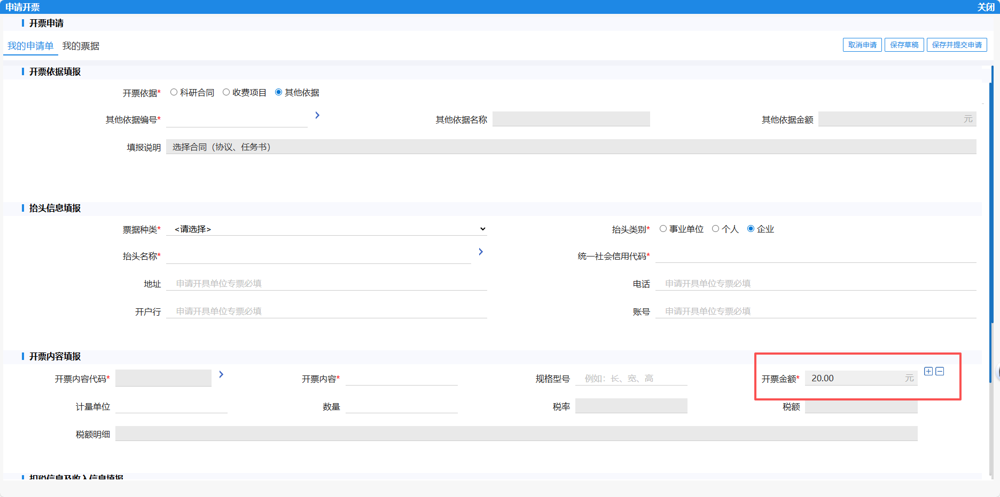 申请开票 关闭
开票申请
我的申请单 我的票据 取消申请 保存草稿 保存并提交申请
开票依据填报
开票依据* 科研合同 收费项目 其他依据
其他依据编号* 其他依据名称 其他依据金额 元
填报说明 选择合同（协议、任务书）
抬头信息填报
票据种类* <请选择> 抬头类别* 事业单位 个人 企业
抬头名称* 统一社会信用代码*
地址 申请开具单位专票必填 电话 申请开具单位专票必填
开户行 申请开具单位专票必填 账号 申请开具单位专票必填
开票内容填报
开票内容代码* 开票内容* 规格型号 例如：长、宽、高 开票金额* 20.00 元
计量单位 数量 税率 税额
税额明细
扣税信息及收入信息填报